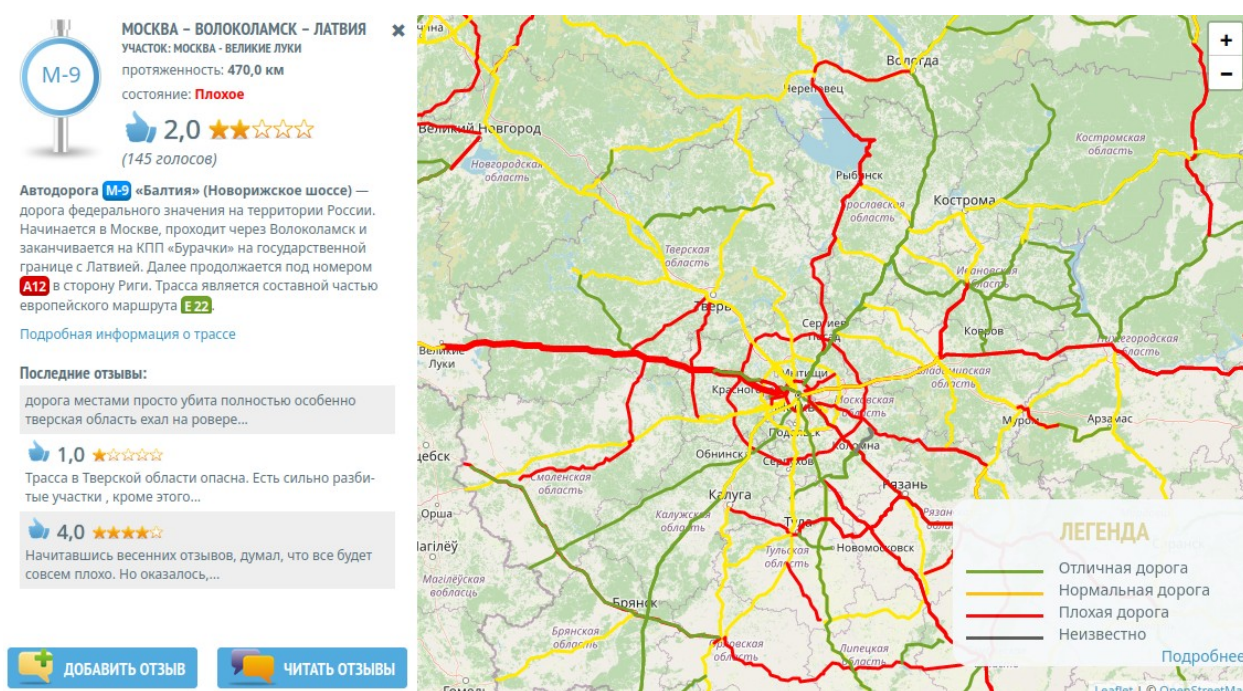 МОСКВА – ВОЛОКОЛАМСК – ЛАТВИЯ
УЧАСТОК: МОСКВА - ВЕЛИКИЕ ЛУКИ
М-9
протяженность: 470,0 км
состояние: Плохое
2,0
(145 голосов)
Автодорога М-9 «Балтия» (Новорижское шоссе) —
дорога федерального значения на территории России.
Начинается в Москве, проходит через Волоколамск и
заканчивается на КПП «Бурачки» на государственной
границе с Латвией. Далее продолжается под номером
А12 в сторону Риги. Трасса является составной частью
европейского маршрута Е 22.
Подробная информация о трассе
Последние отзывы:
дорога местами просто убита полностью особенно
тверская область ехал на ровере...
1,0
Трасса в Тверской области опасна. Есть сильно разби-
тые участки , кроме этого...
4,0
Начитавшись весенних отзывов, думал, что все будет
совсем плохо. Но оказалось,...
ДОБАВИТЬ ОТЗЫВ
ЧИТАТЬ ОТЗЫВЫ
+
−
Вологда
Череповец
Великий Новгород
Новгородская
область
Костромская
область
Рыбинск
Ярославская
область
Кострома
Тверская
область
Ивановская
область
Тверь
Сергиев
Посад
Ковров
Нижегородская
область
Великие
Луки
Мытищи
Владимирская
область
Московская
область
Подольск
Муром
Арзамас
Коломна
Обнинск
Серпухов
Смоленская
область
Рязань
Калуга
Орша
Калужская
область
Тула
Тульская
область
Новомосковск
Магілёў
Магілёўская
вобласць
Брянск
Брянская
область
Орловская
область
Липецкая
область
Гомель
ЛЕГЕНДА
Отличная дорога
Нормальная дорога
Плохая дорога
Неизвестно
Подробнее
Leaflet | © OpenStreetMa